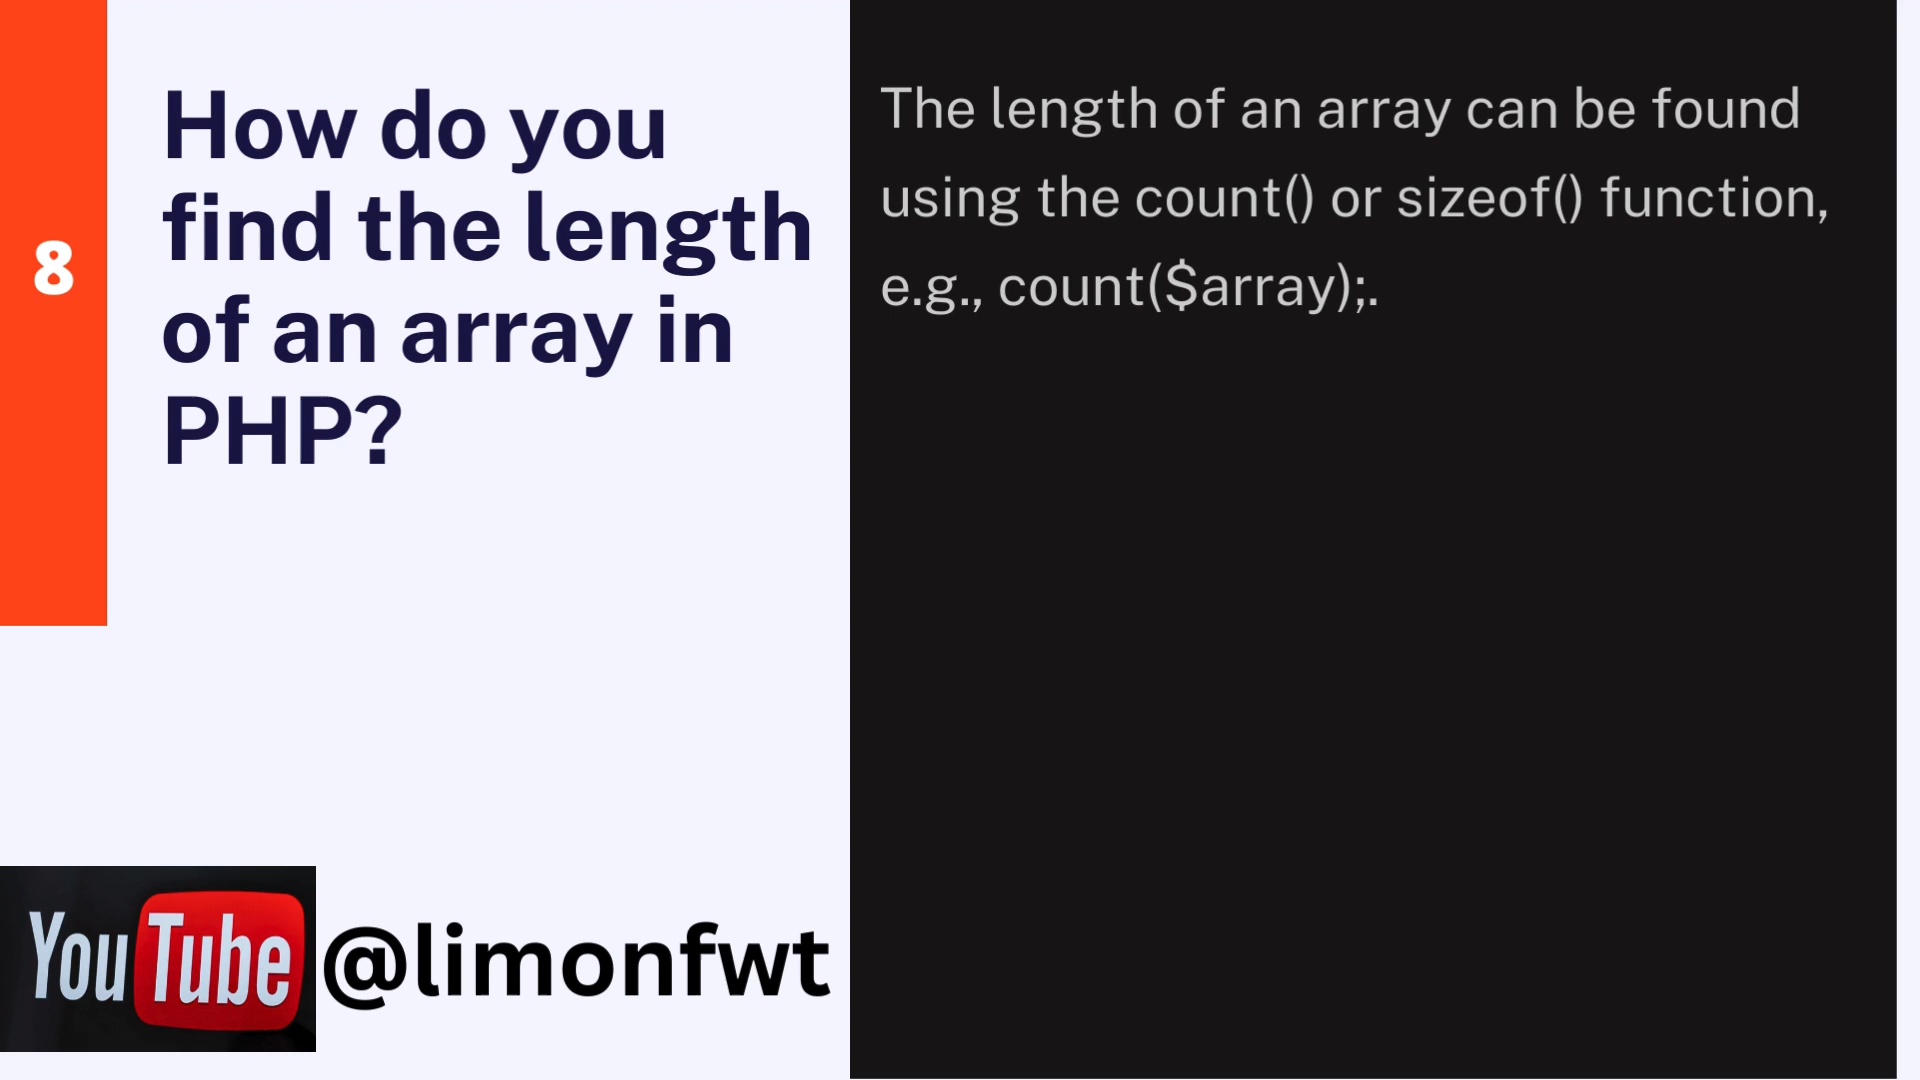 8
How do you
find the length
of an array in
PHP?
The length of an array can be found
using the count() or sizeof() function,
e.g., count($array);.
YouTube
@limonfwt